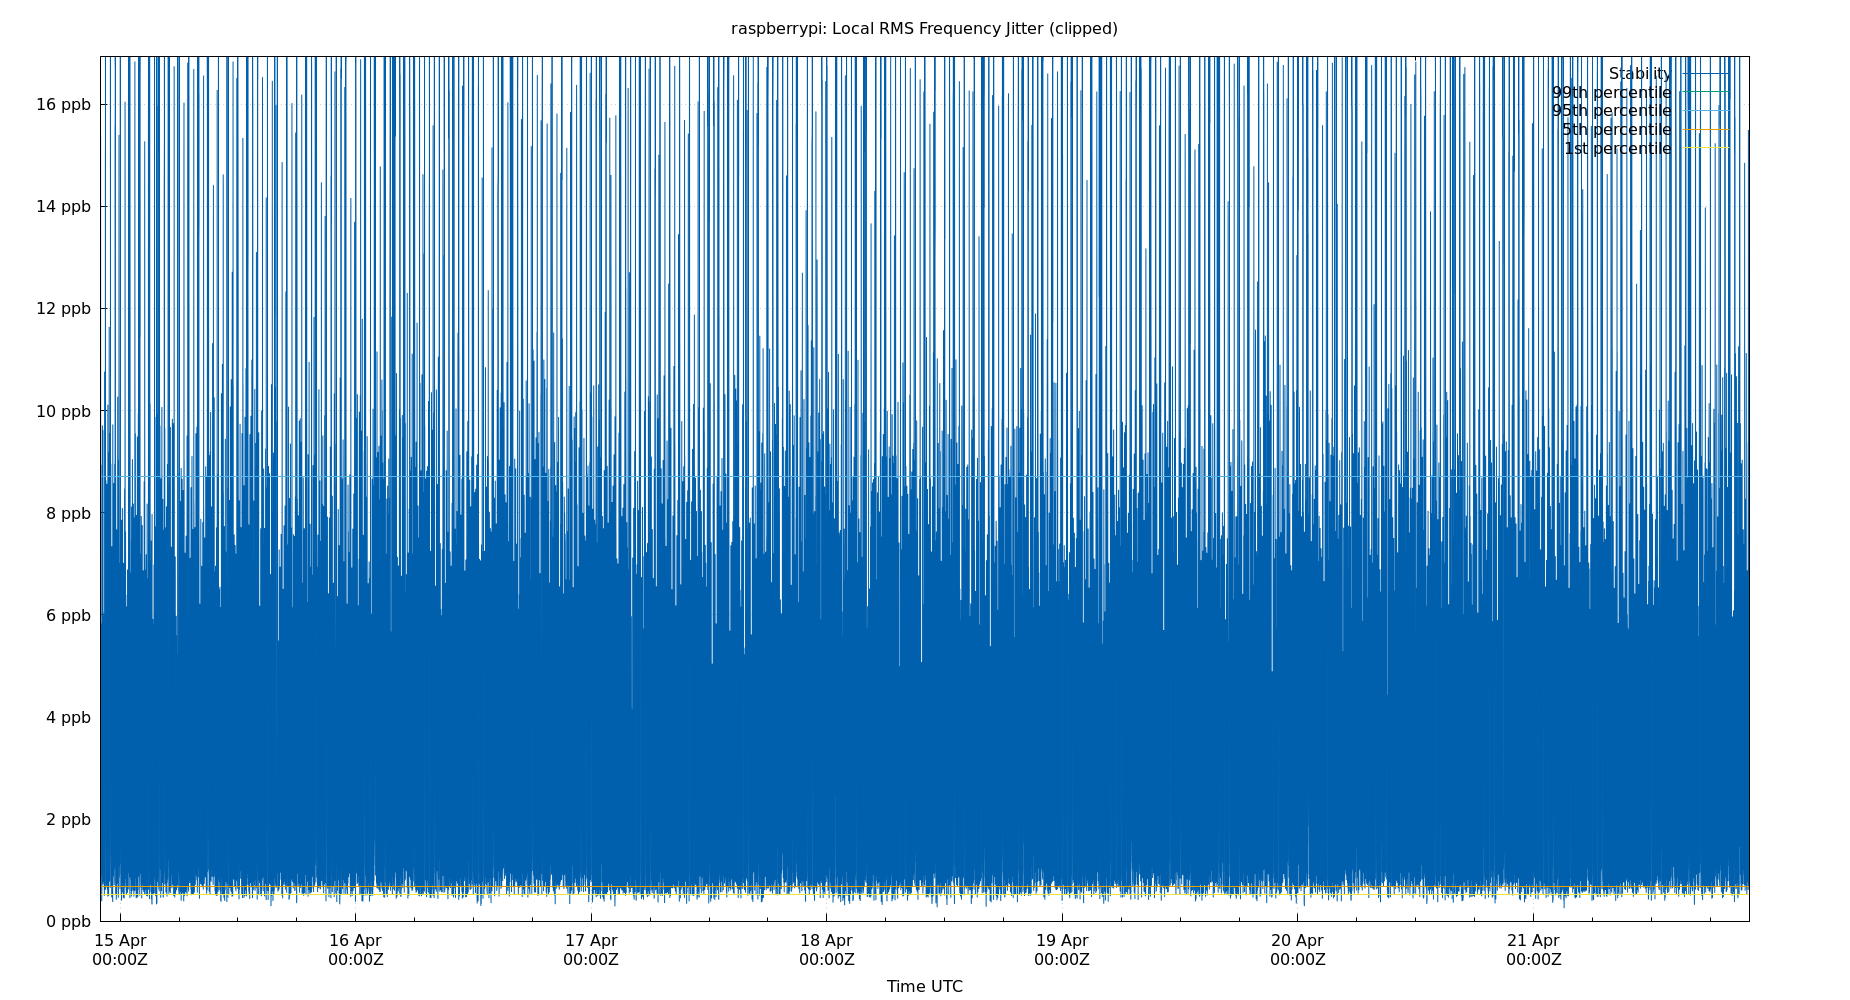 raspberrypi: Local RMS Frequency Jitter (clipped)
Stability
99th percentile
95th percentile
5th percentile
1st percentile
16 ppb
14 ppb
12 ppb
10 ppb
8 ppb
6 ppb
4 ppb
2 ppb
0 ppb
15 Apr 16 Apr 17 Apr 18 Apr 19 Apr 20 Apr 21 Apr
00:00Z 00:00Z 00:00Z 00:00Z 00:00Z 00:00Z 00:00Z
Time UTC